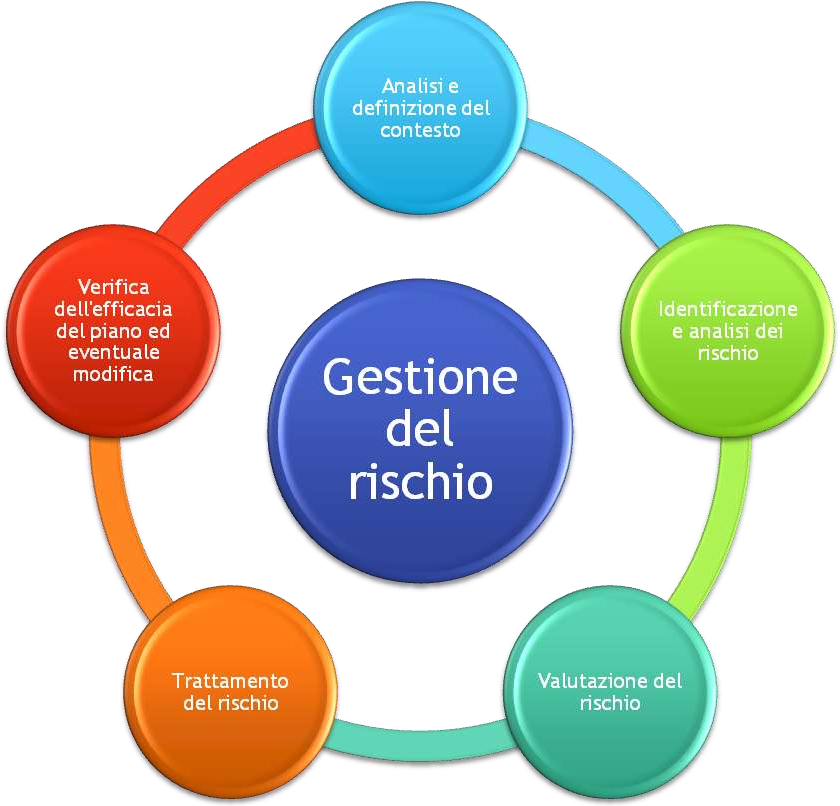 Analisi e
definizione del
contesto
Identificazione
e analisi dei
rischio
Valutazione del
rischio
Trattamento
del rischio
Verifica
dell'efficacia
del piano ed
eventuale
modifica
Gestione
del
rischio